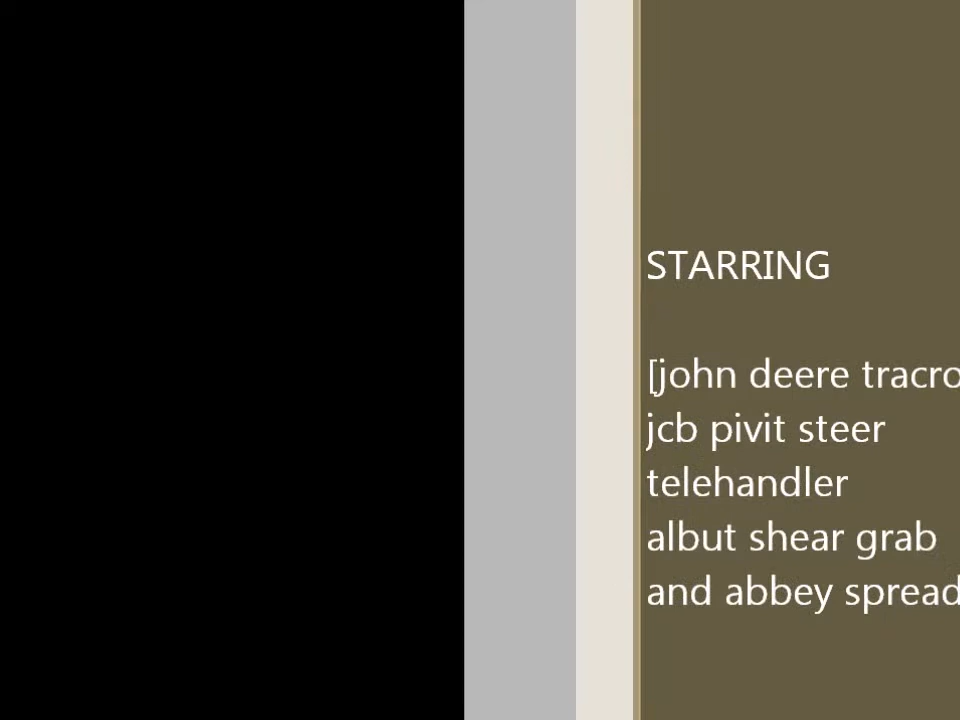 STARRING
[john deere tracro
jcb pivit steer
telehandler
albut shear grab
and abbey spread